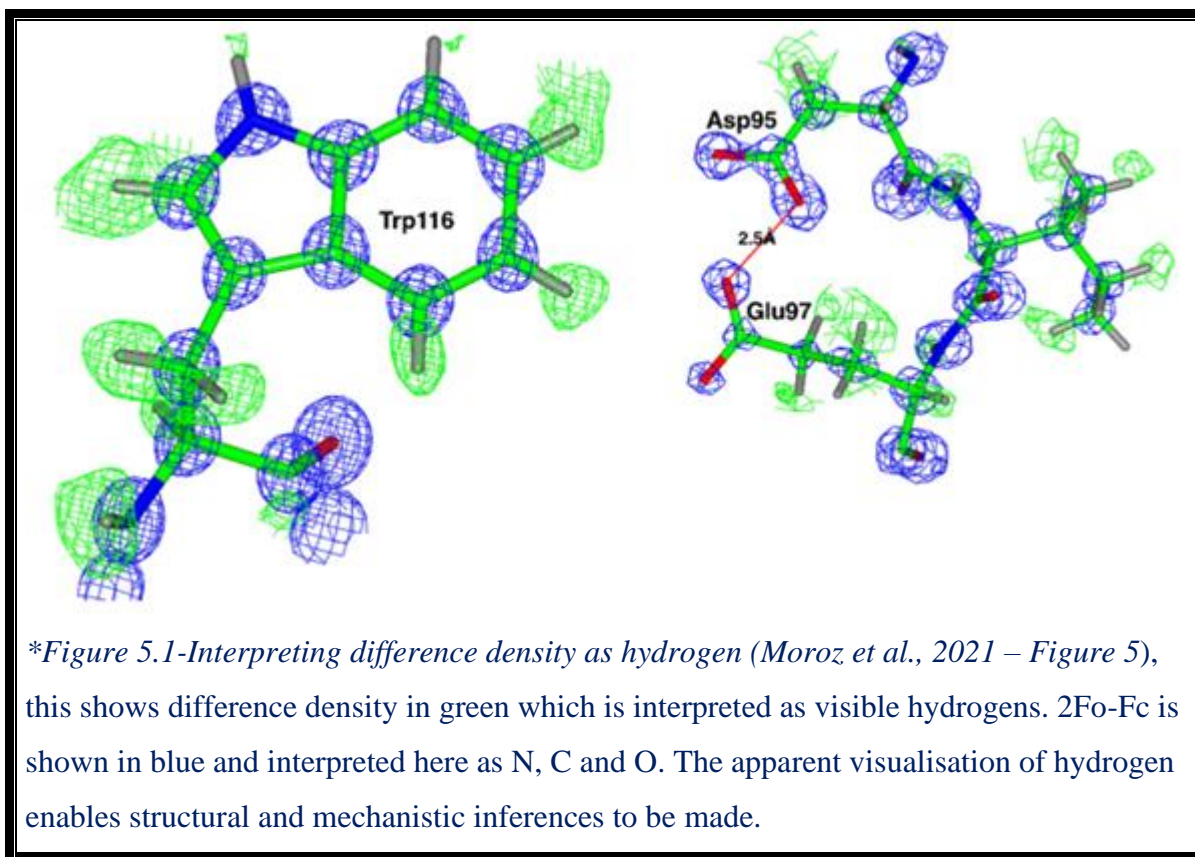 Trp116
Asp95
2.5Å
Glu97
*Figure 5.1-Interpreting difference density as hydrogen (Moroz et al., 2021 – Figure 5),
this shows difference density in green which is interpreted as visible hydrogens. 2Fo-Fc is
shown in blue and interpreted here as N, C and O. The apparent visualisation of hydrogen
enables structural and mechanistic inferences to be made.